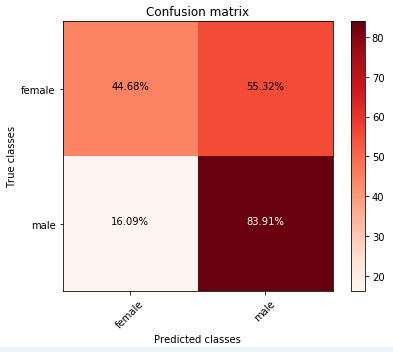 Confusion matrix
True classes
female
44.68%
55.32%
male
16.09%
83.91%
female
male
Predicted classes
80
70
60
50
40
30
20